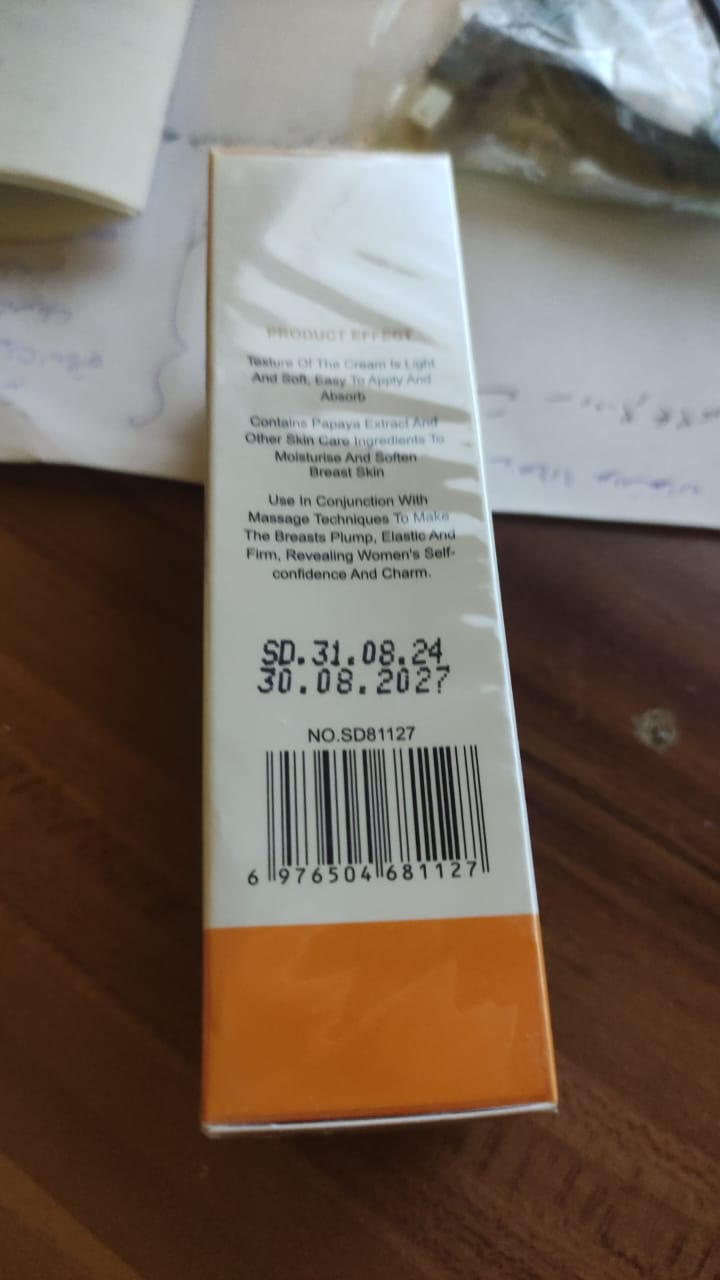 PRODUCT EFFECT
Texture Of The Cream Is Light
And Soft, Easy To Apply And
Absorb
Contains Papaya Extract And
Other Skin Care Ingredients To
Moisturise And Soften
Breast Skin
Use In Conjunction With
Massage Techniques To Make
The Breasts Plump, Elastic And
Firm, Revealing Women's Self-
confidence And Charm.
SD.31.08.24
30.08.2027
NO.SD81127
6 976504 681127